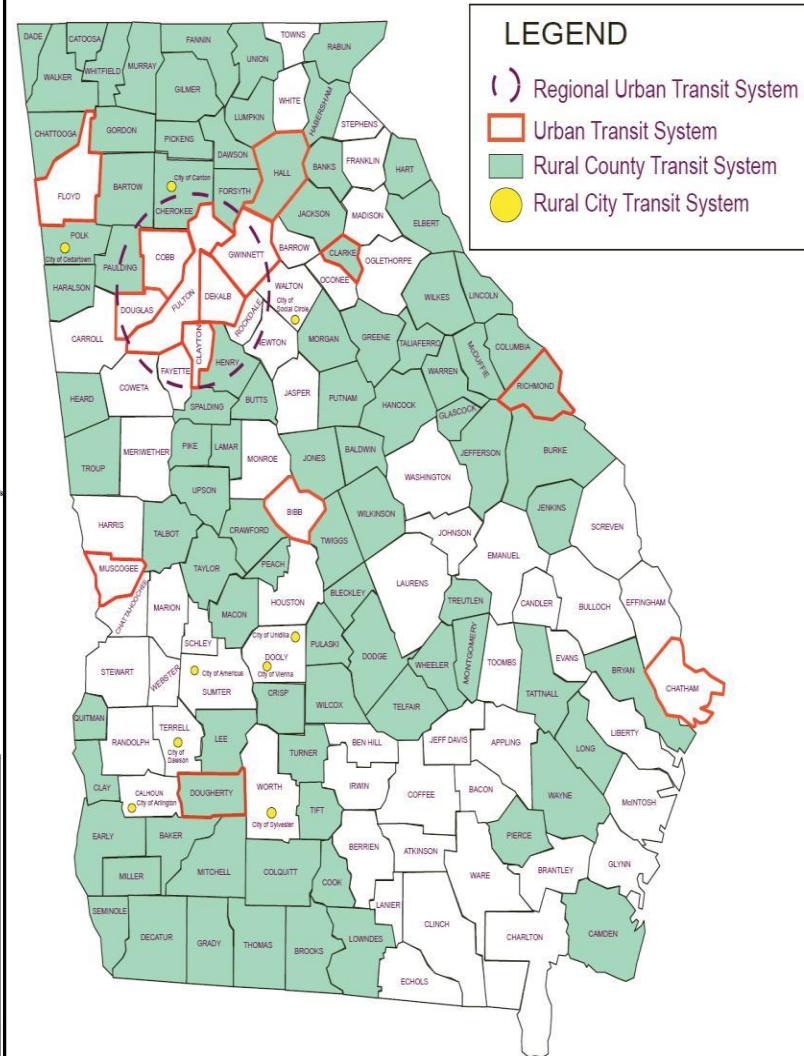 LEGEND
Regional Urban Transit System
Urban Transit System
Rural County Transit System
Rural City Transit System
DADE
CATOOSA
WHITFIELD
MURRAY
FANNIN
UNION
TOWNS
RABUN
WALKER
GILMER
WHITE
HABERSHAM
LUMPKIN
STEPHENS
CHATTOOGA
GORDON
PICKENS
DAWSON
HALL
BANKS
FRANKLIN
HART
FLOYD
BARTOW
City of Canton
CHEROKEE
FORSYTH
JACKSON
MADISON
ELBERT
POLK
City of Cedartown
PAULDING
COBB
GWINNETT
BARROW
CLARKE
OGLETHORPE
OCONEE
HARALSON
DOUGLAS
FULTON
DEKALB
ROCKDALE
WALTON
City of
Social Circle
WILKES
LINCOLN
CARROLL
CLAYTON
HENRY
NEWTON
MORGAN
GREENE
TALIAFERRO
McDUFFIE
COLUMBIA
WARREN
RICHMOND
FAYETTE
COWETA
HEARD
SPALDING
BUTTS
JASPER
PUTNAM
HANCOCK
GLASCOCK
TROUP
MERIWETHER
PIKE
LAMAR
MONROE
JONES
BALDWIN
JEFFERSON
BURKE
WASHINGTON
UPSON
BIBB
WILKINSON
JENKINS
SCREVEN
HARRIS
TALBOT
CRAWFORD
TWIGGS
JOHNSON
EMANUEL
MUSCOGEE
TAYLOR
PEACH
HOUSTON
BLECKLEY
LAURENS
TREUTLEN
CANDLER
BULLOCH
EFFINGHAM
CHATTAHOOCHEE
MARION
MACON
SCHLEY
City of Unidilla
DOOLY
City of Vienna
PULASKI
DODGE
WHEELER
MONTGOMERY
TOOMBS
EVANS
BRYAN
CHATHAM
STEWART
WEBSTER
City of Americus
SUMTER
CRISP
WILCOX
TELFAIR
TATTNALL
QUITMAN
RANDOLPH
TERRELL
City of
Dawson
LEE
TURNER
BEN HILL
JEFF DAVIS
APPLING
LONG
LIBERTY
CLAY
CALHOUN
City of Arlington
DOUGHERTY
WORTH
City of Sylvester
TIFT
IRWIN
COFFEE
BACON
WAYNE
McINTOSH
EARLY
BAKER
MITCHELL
COLQUITT
COOK
BERRIEN
ATKINSON
PIERCE
WARE
BRANTLEY
GLYNN
MILLER
SEMINOLE
DECATUR
GRADY
THOMAS
BROOKS
LOWNDES
LANIER
CLINCH
ECHOLS
CHARLTON
CAMDEN